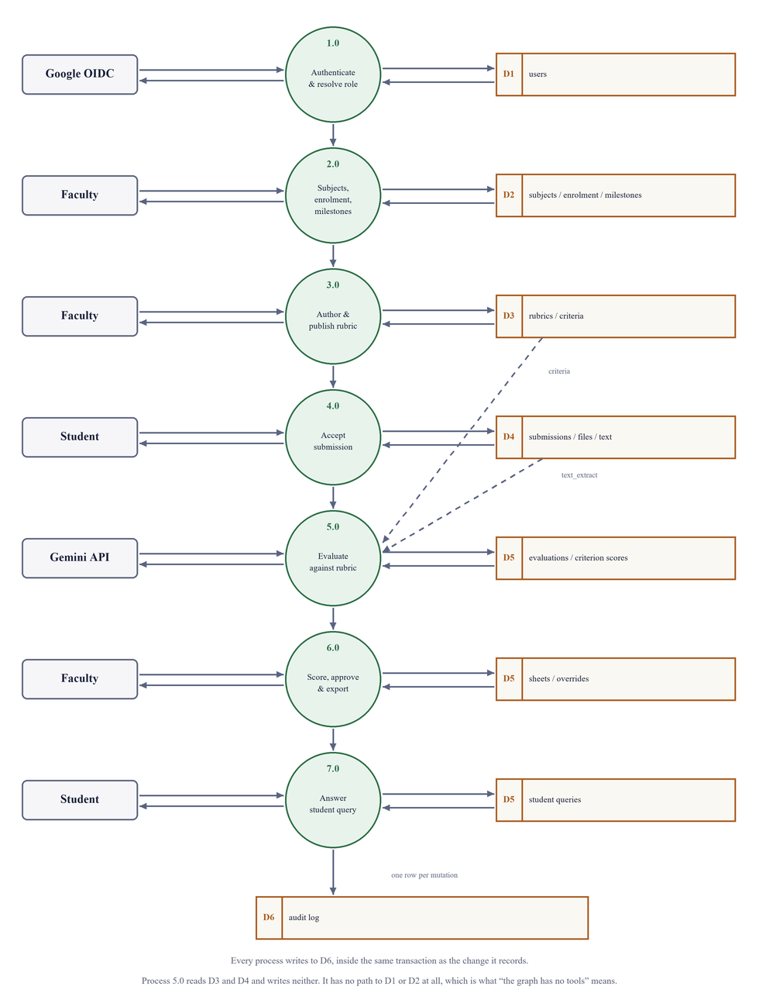 1.0
Google OIDC
Authenticate
& resolve role
D1
users
2.0
Faculty
Subjects,
enrolment,
milestones
D2
subjects / enrolment / milestones
3.0
Faculty
Author &
publish rubric
D3
rubrics / criteria
criteria
4.0
Student
Accept
submission
D4
submissions / files / text
text_extract
5.0
Gemini API
Evaluate
against rubric
D5
evaluations / criterion scores
6.0
Faculty
Score, approve
& export
D5
sheets / overrides
7.0
Student
Answer
student query
D5
student queries
one row per mutation
D6
audit log
Every process writes to D6, inside the same transaction as the change it records.
Process 5.0 reads D3 and D4 and writes neither. It has no path to D1 or D2 at all, which is what “the graph has no tools” means.